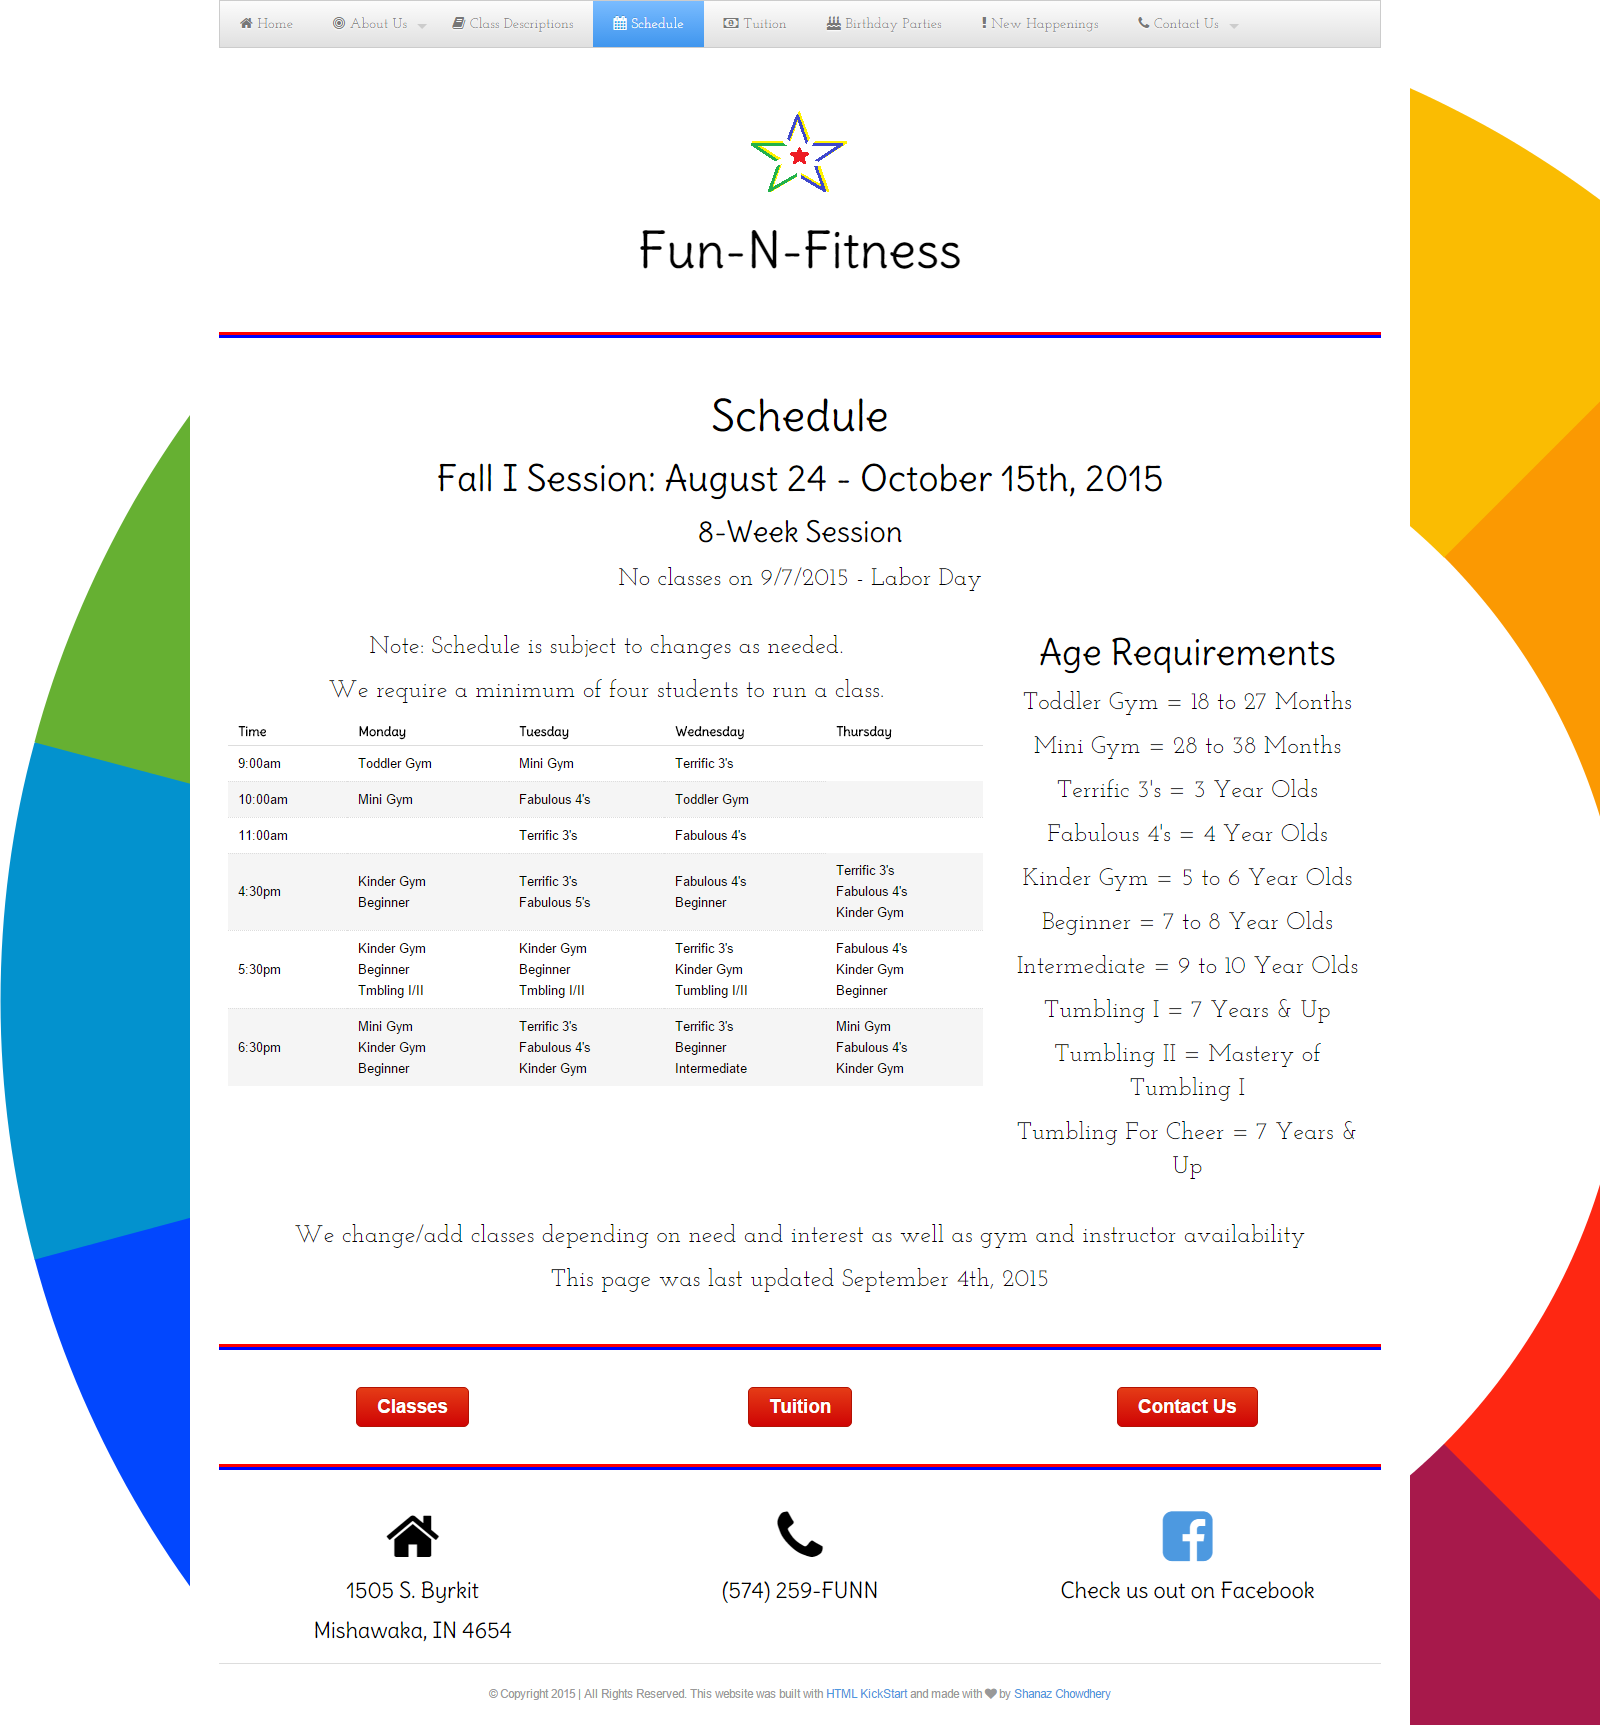 Home About Us Class Descriptions Schedule Tuition Birthday Parties New Happenings Contact Us
Fun-N-Fitness
Schedule
Fall I Session: August 24 - October 15th, 2015
8-Week Session
No classes on 9/7/2015 - Labor Day
Note: Schedule is subject to changes as needed.
We require a minimum of four students to run a class.
Time Monday Tuesday Wednesday Thursday
9:00am Toddler Gym Mini Gym Terrific 3's
10:00am Mini Gym Fabulous 4's Toddler Gym
11:00am Terrific 3's Fabulous 4's
4:30pm
Kinder Gym
Beginner
Terrific 3's
Fabulous 5's
Fabulous 4's
Beginner
Terrific 3's
Fabulous 4's
Kinder Gym
5:30pm
Kinder Gym
Beginner
Tmbling I/II
Kinder Gym
Beginner
Tmbling I/II
Terrific 3's
Kinder Gym
Tumbling I/II
Fabulous 4's
Kinder Gym
Beginner
6:30pm
Mini Gym
Kinder Gym
Beginner
Terrific 3's
Fabulous 4's
Kinder Gym
Terrific 3's
Beginner
Intermediate
Mini Gym
Fabulous 4's
Kinder Gym
Age Requirements
Toddler Gym = 18 to 27 Months
Mini Gym = 28 to 38 Months
Terrific 3's = 3 Year Olds
Fabulous 4's = 4 Year Olds
Kinder Gym = 5 to 6 Year Olds
Beginner = 7 to 8 Year Olds
Intermediate = 9 to 10 Year Olds
Tumbling I = 7 Years & Up
Tumbling II = Mastery of
Tumbling I
Tumbling For Cheer = 7 Years &
Up
We change/add classes depending on need and interest as well as gym and instructor availability
This page was last updated September 4th, 2015
Classes Tuition Contact Us
1505 S. Byrkit
Mishawaka, IN 4654
(574) 259-FUNN
Check us out on Facebook
© Copyright 2015 | All Rights Reserved. This website was built with HTML KickStart and made with by Shanaz Chowdhery